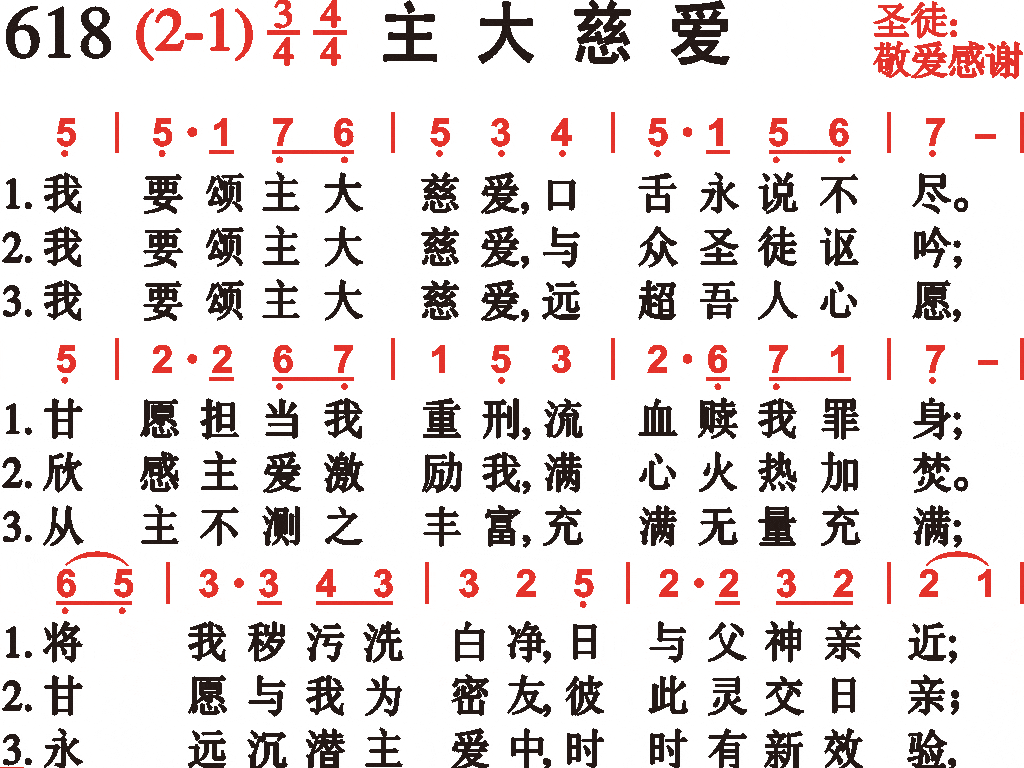 618 (2-1) 3/4 4/4 主大慈爱 圣徒:
敬爱感谢
5 | 5·1 7 6 | 5 3 4 | 5·1 5 6 | 7 – |
1.我 要颂主大 慈爱,口 舌永说不 尽。
2.我 要颂主大 慈爱,与 众圣徒讴 吟;
3.我 要颂主大 慈爱,远 超吾人心 愿,
5 | 2·2 6 7 | 1 5 3 | 2·6 7 1 | 7 – |
1.甘 愿担当我 重刑,流 血赎我罪 身;
2.欣 感主爱激 励我,满 心火热加 焚。
3.从 主不测之 丰富,充 满无量充 满;
6 5 | 3·3 4 3 | 3 2 5 | 2·2 3 2 | 2 1 |
1.将 我秽污洗 白净,日 与父神亲 近;
2.甘 愿与我为 密友,彼 此灵交日 亲;
3.永 远沉潜主 爱中,时 时有新效 验,